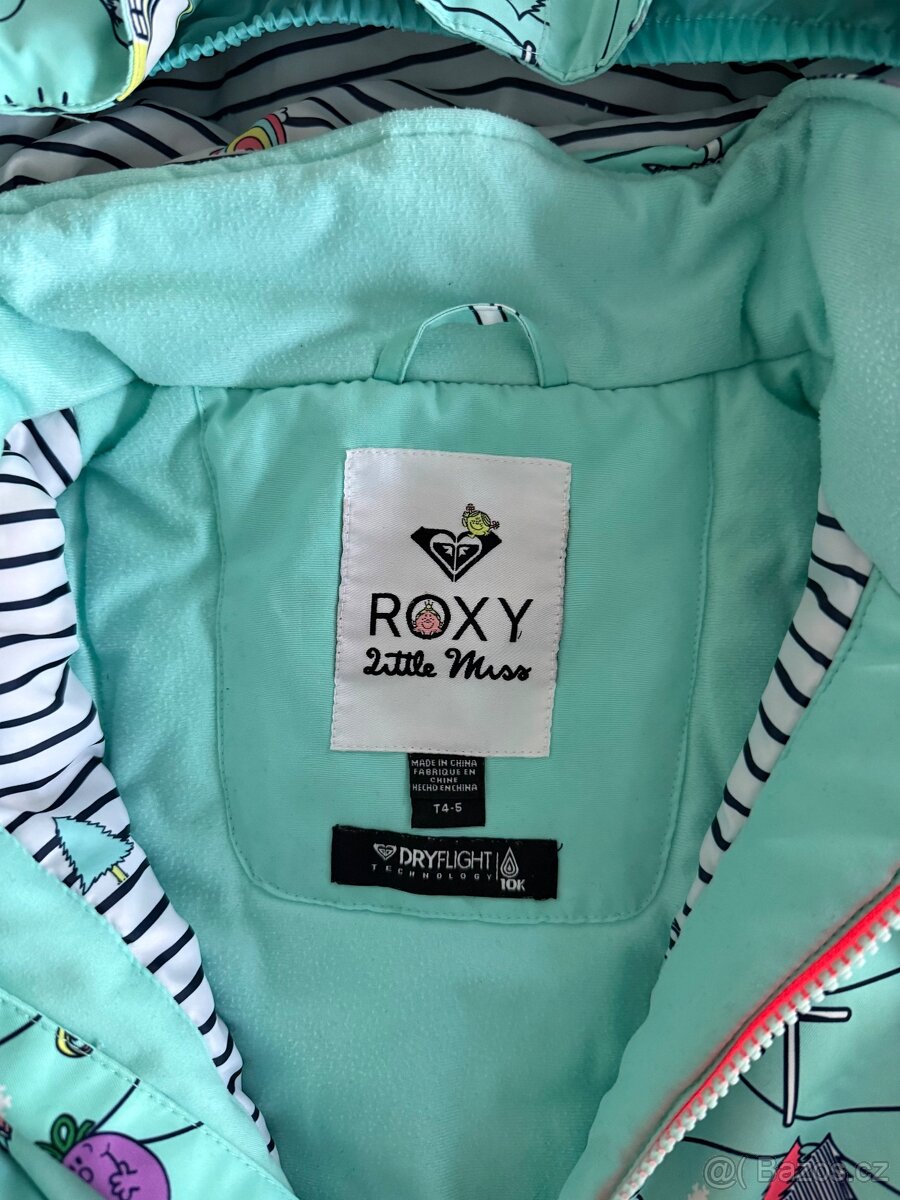 ROXY
Little Miss
MADE IN CHINA
FABRIQUE EN
CHINE
HECHO EN CHINA
T4-5
DRYFLIGHT
TECHNOLOGY
10K
@ Bazos.cz